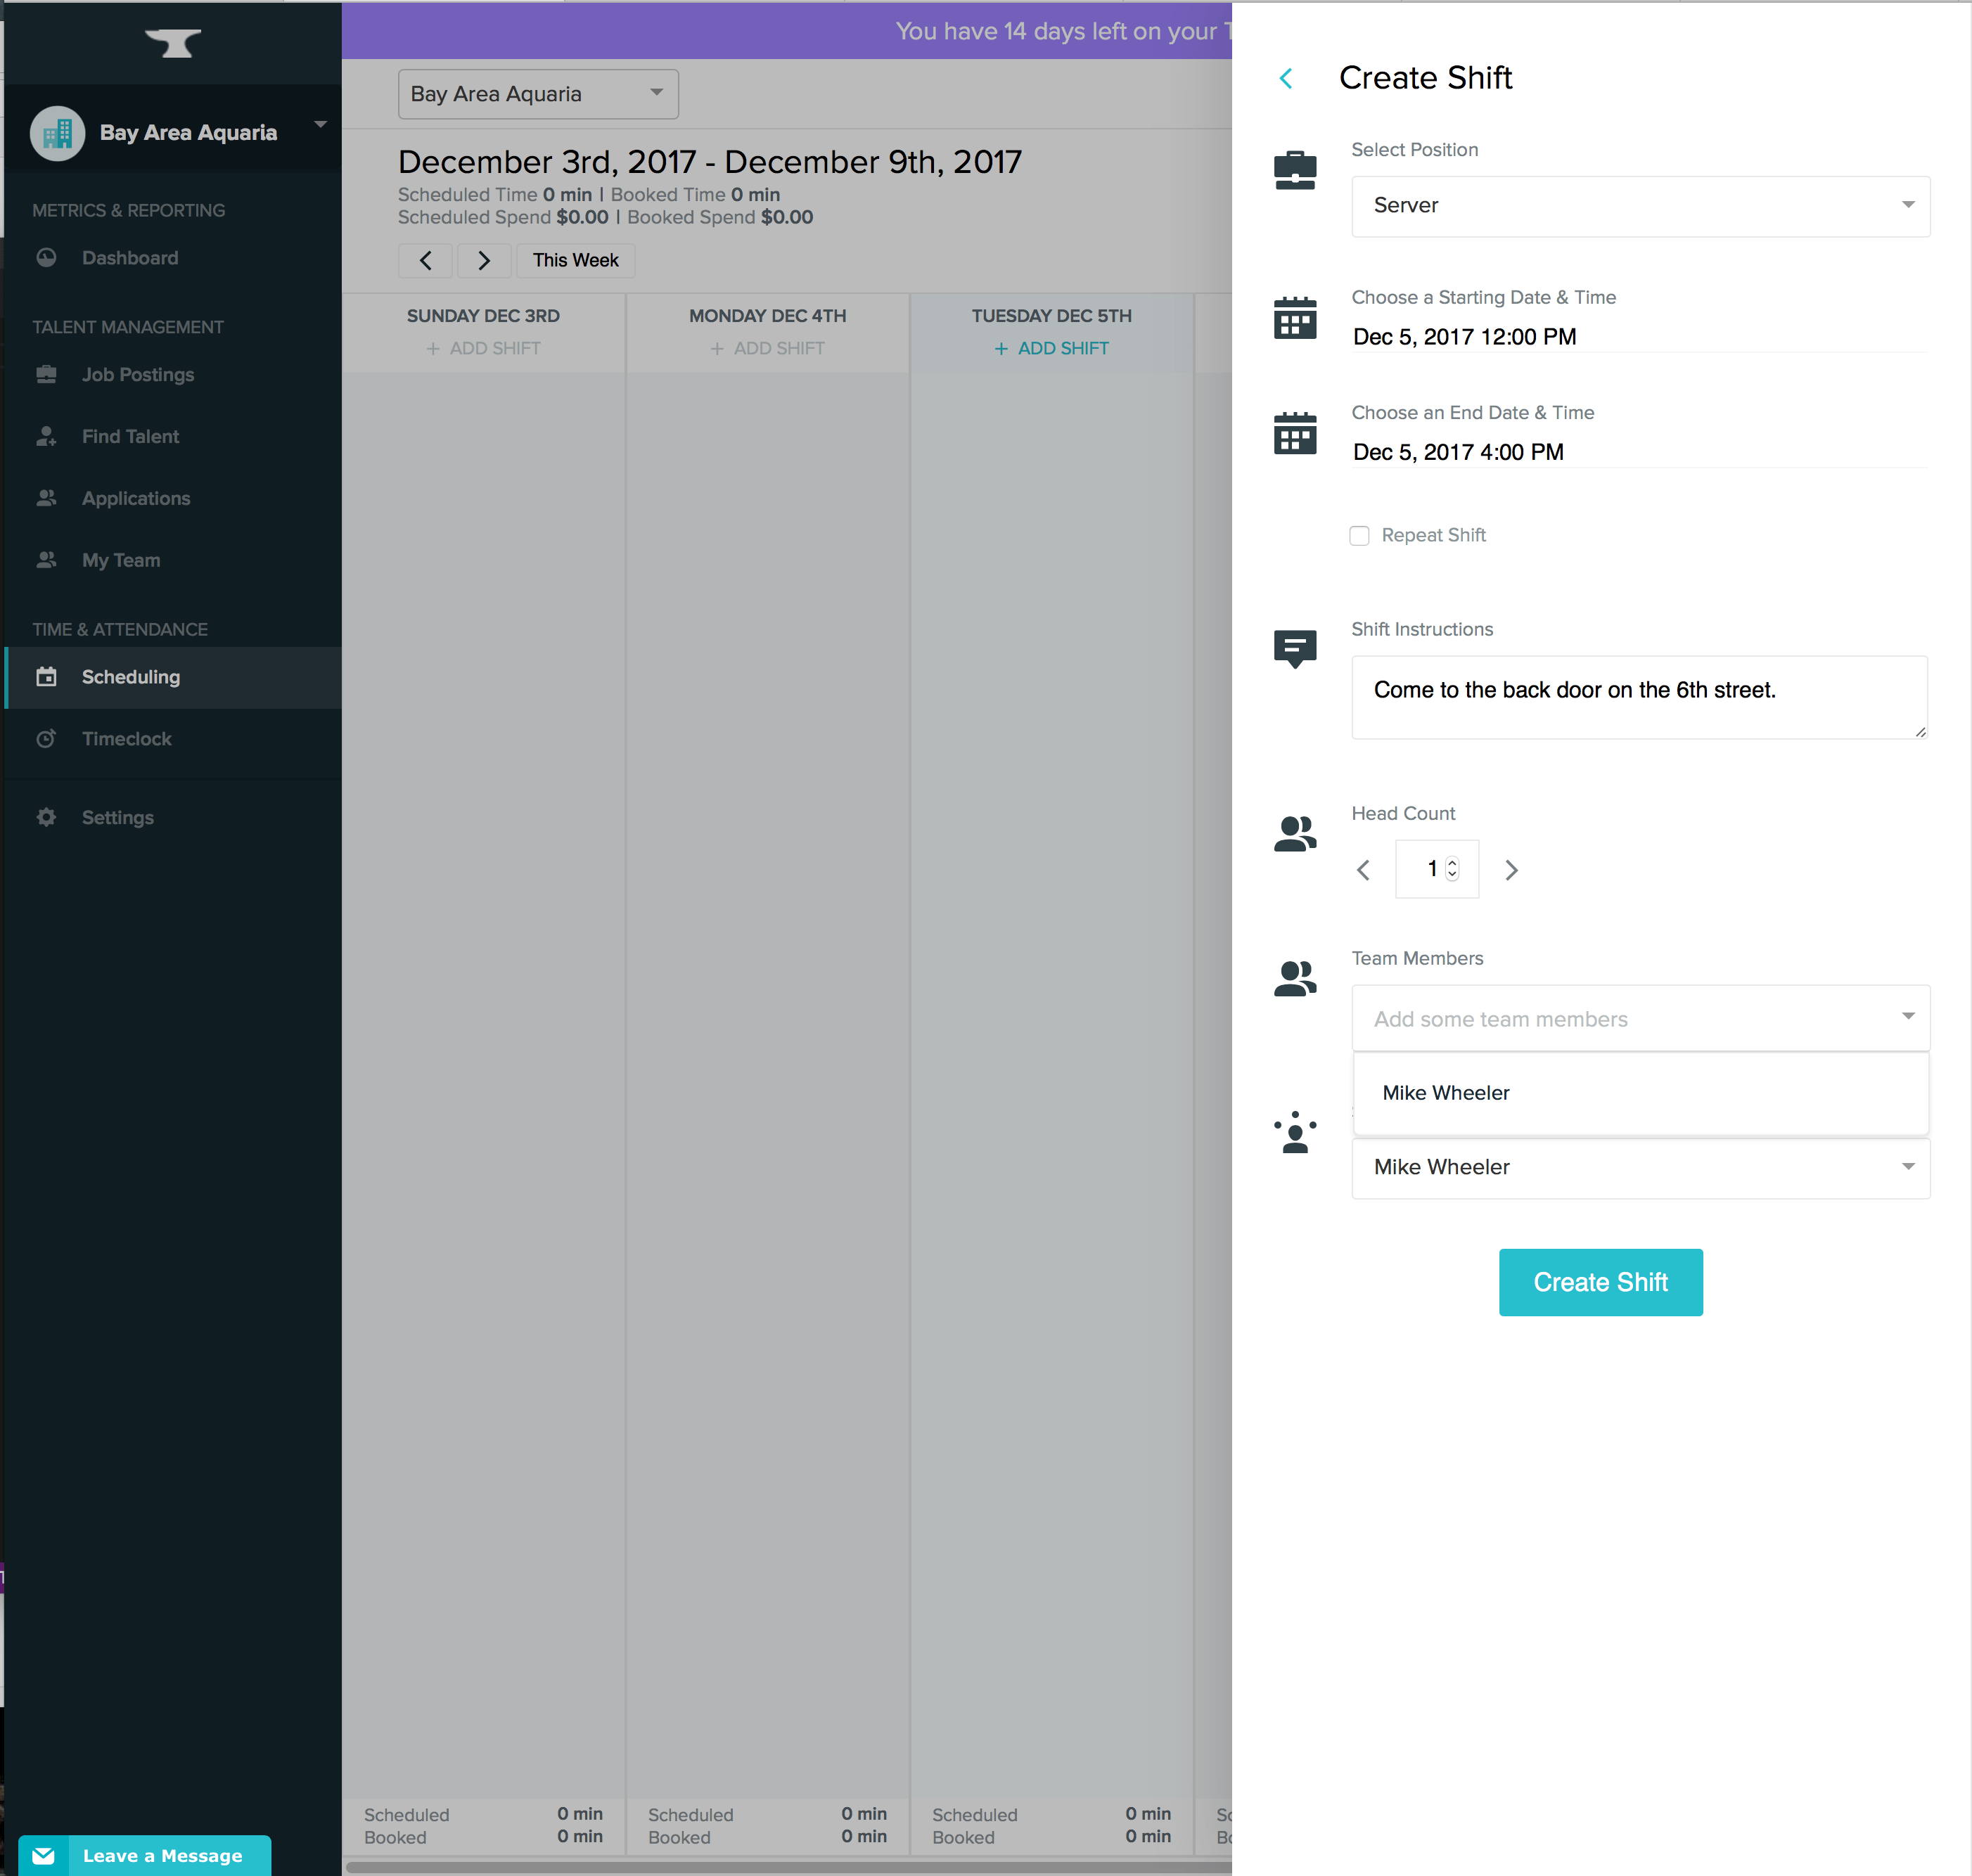 Bay Area Aquaria
METRICS & REPORTING
Dashboard
TALENT MANAGEMENT
Job Postings
Find Talent
Applications
My Team
TIME & ATTENDANCE
Scheduling
Timeclock
Settings
Leave a Message
You have 14 days left on your
Bay Area Aquaria
December 3rd, 2017 - December 9th, 2017
Scheduled Time 0 min | Booked Time 0 min
Scheduled Spend $0.00 | Booked Spend $0.00
This Week
SUNDAY DEC 3RD
+ ADD SHIFT
MONDAY DEC 4TH
+ ADD SHIFT
TUESDAY DEC 5TH
+ ADD SHIFT
Scheduled 0 min
Booked 0 min
Scheduled 0 min
Booked 0 min
Scheduled 0 min
Booked 0 min
Create Shift
Select Position
Server
Choose a Starting Date & Time
Dec 5, 2017 12:00 PM
Choose an End Date & Time
Dec 5, 2017 4:00 PM
Repeat Shift
Shift Instructions
Come to the back door on the 6th street.
Head Count
1
Team Members
Add some team members
Mike Wheeler
Mike Wheeler
Create Shift